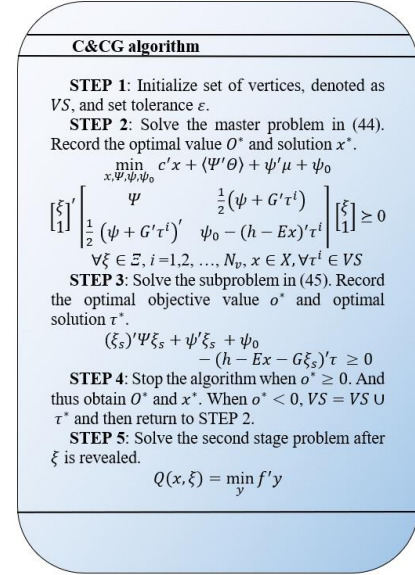 C&CG algorithm
STEP 1: Initialize set of vertices, denoted as
VS, and set tolerance ε.
STEP 2: Solve the master problem in (44).
Record the optimal value O* and solution x*.
min c′x + ⟨Ψ′Θ⟩ + ψ′μ + ψ₀
x,Ψ,ψ,ψ₀
[ξ 1]′ [Ψ ½(ψ + G′τⁱ) ½(ψ + G′τⁱ)′ ψ₀ − (h − Ex)′τⁱ] [ξ 1] ≥ 0
∀ξ ∈ Ξ, i =1,2, …, Nᵥ, x ∈ X, ∀τⁱ ∈ VS
STEP 3: Solve the subproblem in (45). Record
the optimal objective value o* and optimal
solution τ*.
(ξₛ)′Ψξₛ + ψ′ξₛ + ψ₀
− (h − Ex − Gξₛ)′τ ≥ 0
STEP 4: Stop the algorithm when o* ≥ 0. And
thus obtain O* and x*. When o* < 0, VS = VS ∪
τ* and then return to STEP 2.
STEP 5: Solve the second stage problem after
ξ is revealed.
Q(x, ξ) = min f′y
y